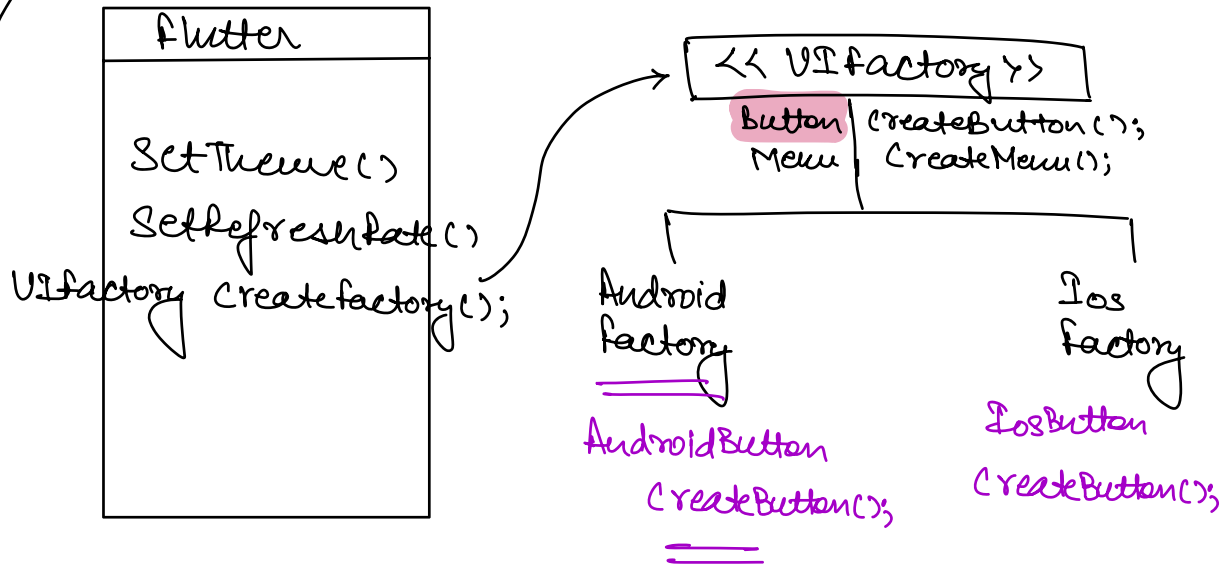 Flutter
SetTheme()
SetRefreshRate()
UIfactory createfactory();
<< UIfactory >>
Button createButton();
Menu CreateMenu();
Android
factory
AndroidButton
CreateButton();
Ios
factory
IosButton
CreateButton();